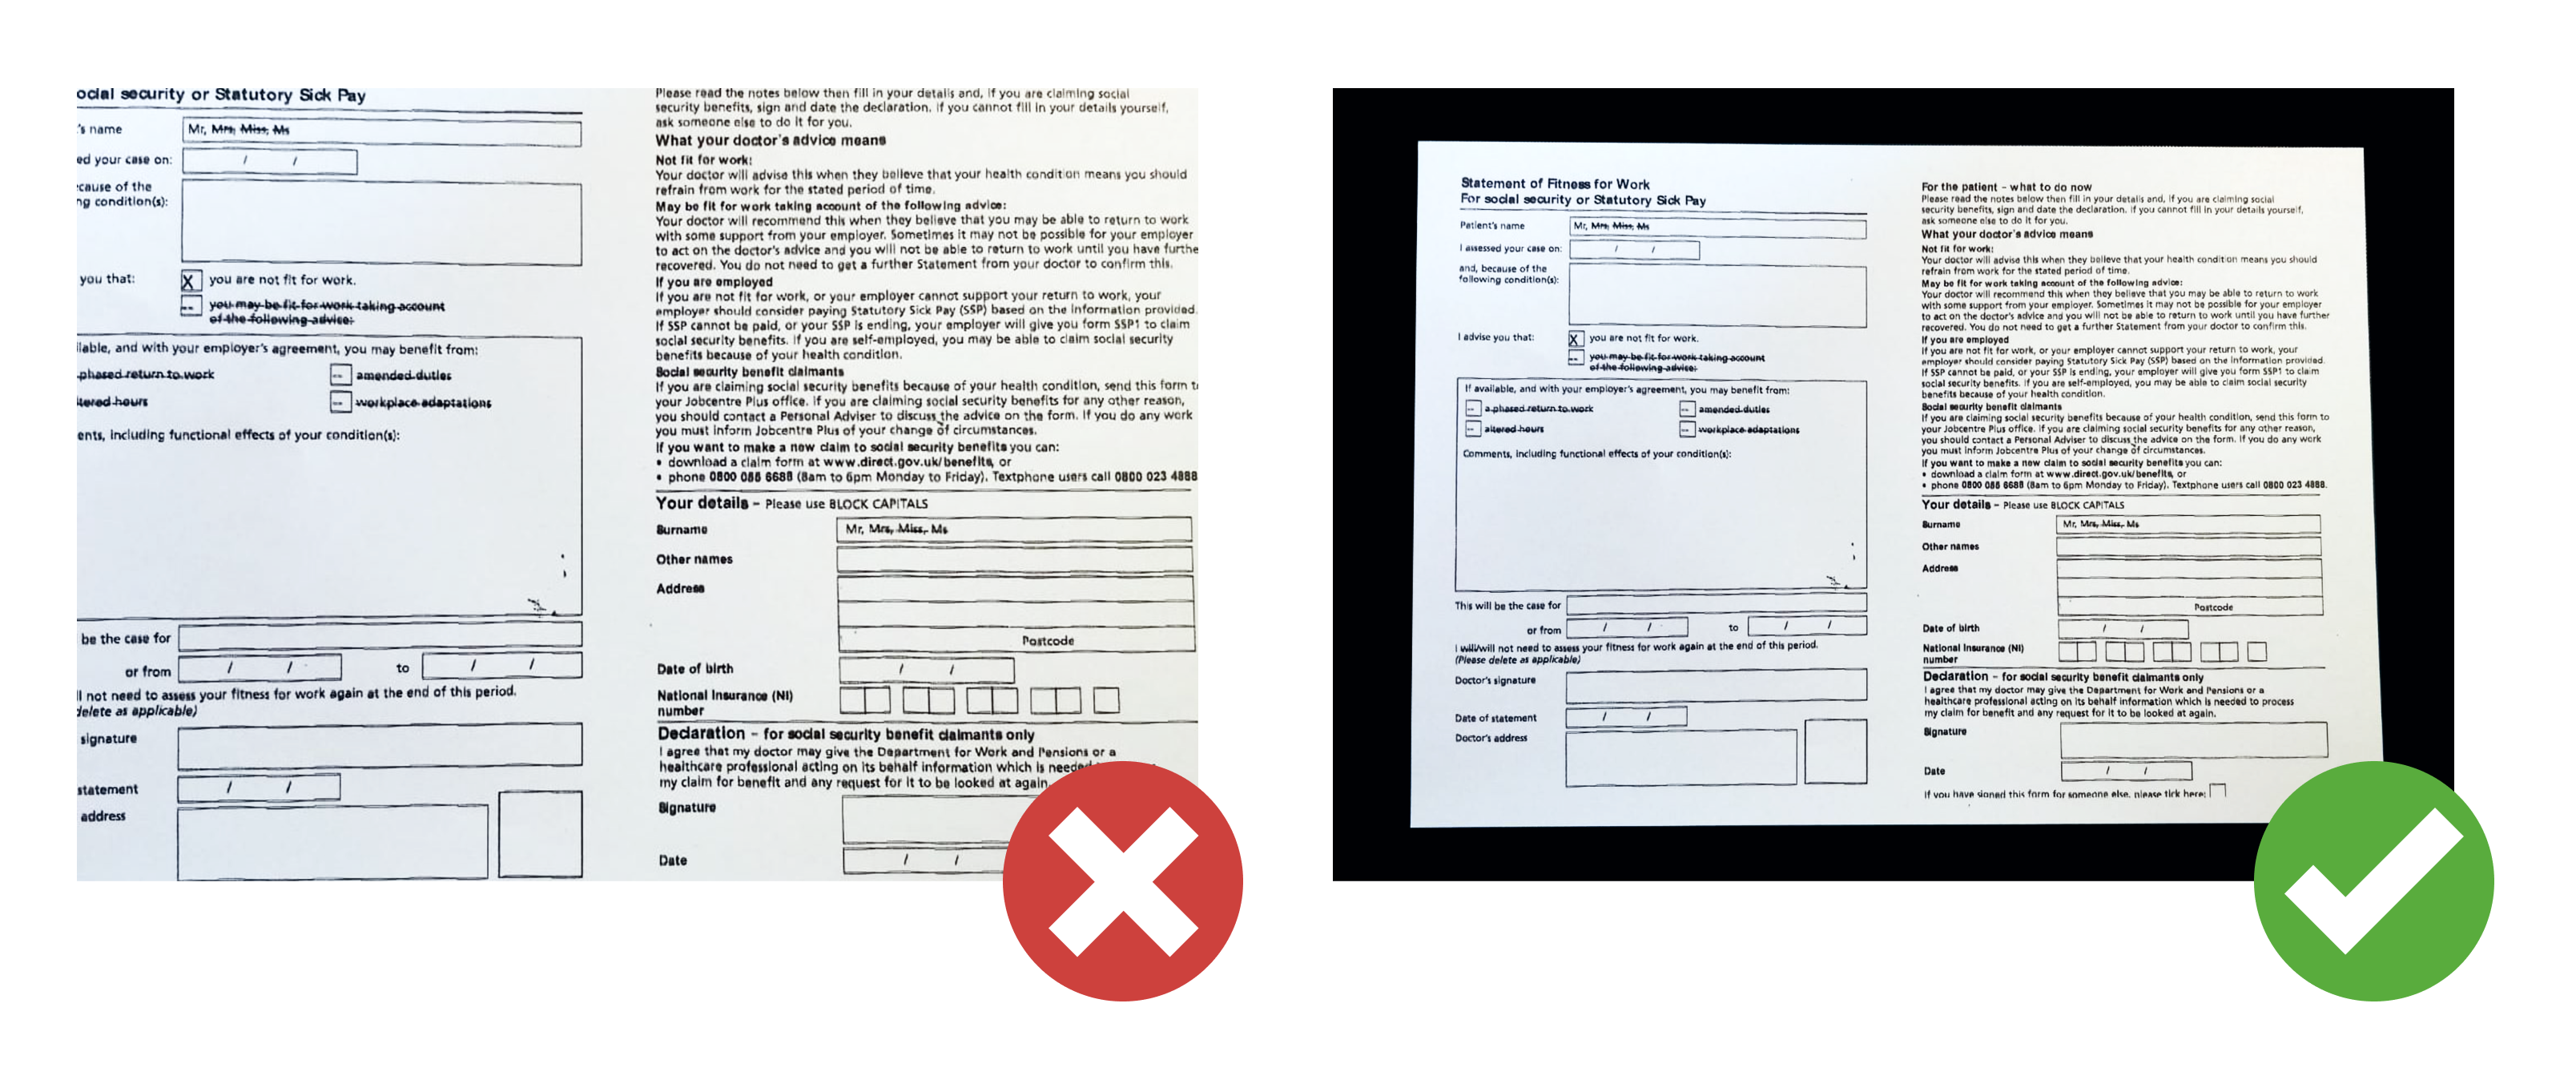 ocial security or Statutory Sick Pay
's name
Mr, Mrs, Miss, Ms
ed your case on:
/ /
cause of the
ng condition(s):
you that:
X you are not fit for work.
-- you may be fit for work taking account
of the following advice:
lable, and with your employer's agreement, you may benefit from:
phased return to work
-- amended duties
ltered hours
-- workplace adaptations
ents, including functional effects of your condition(s):
be the case for
or from / / to / /
ll not need to assess your fitness for work again at the end of this period.
delete as applicable)
signature
statement / /
address
Please read the notes below then fill in your details and, if you are claiming social
security benefits, sign and date the declaration. If you cannot fill in your details yourself,
ask someone else to do it for you.
What your doctor's advice means
Not fit for work:
Your doctor will advise this when they believe that your health condition means you should
refrain from work for the stated period of time.
May be fit for work taking account of the following advice:
Your doctor will recommend this when they believe that you may be able to return to work
with some support from your employer. Sometimes it may not be possible for your employer
to act on the doctor's advice and you will not be able to return to work until you have furthe
recovered. You do not need to get a further Statement from your doctor to confirm this.
If you are employed
If you are not fit for work, or your employer cannot support your return to work, your
employer should consider paying Statutory Sick Pay (SSP) based on the information provided.
If SSP cannot be paid, or your SSP is ending, your employer will give you form SSP1 to claim
social security benefits. If you are self-employed, you may be able to claim social security
benefits because of your health condition.
Social security benefit claimants
If you are claiming social security benefits because of your health condition, send this form t
your Jobcentre Plus office. If you are claiming social security benefits for any other reason,
you should contact a Personal Adviser to discuss the advice on the form. If you do any work
you must inform Jobcentre Plus of your change of circumstances.
If you want to make a new claim to social security benefits you can:
• download a claim form at www.direct.gov.uk/benefits, or
• phone 0800 055 6688 (8am to 6pm Monday to Friday). Textphone users call 0800 023 4888
Your details – Please use BLOCK CAPITALS
Surname
Mr, Mrs, Miss, Ms
Other names
Address
Postcode
Date of birth / /
National Insurance (NI)
number
Declaration – for social security benefit claimants only
I agree that my doctor may give the Department for Work and Pensions or a
healthcare professional acting on its behalf information which is needed
my claim for benefit and any request for it to be looked at again.
Signature
Date / /
Statement of Fitness for Work
For social security or Statutory Sick Pay
Patient's name
Mr, Mrs, Miss, Ms
I assessed your case on: / /
and, because of the
following condition(s):
I advise you that:
X you are not fit for work.
-- you may be fit for work taking account
of the following advice:
If available, and with your employer's agreement, you may benefit from:
-- a phased return to work
-- amended duties
-- altered hours
-- workplace adaptations
Comments, including functional effects of your condition(s):
This will be the case for
or from / / to / /
I will/will not need to assess your fitness for work again at the end of this period.
(Please delete as applicable)
Doctor's signature
Date of statement / /
Doctor's address
For the patient – what to do now
Please read the notes below then fill in your details and, if you are claiming social
security benefits, sign and date the declaration. If you cannot fill in your details yourself,
ask someone else to do it for you.
What your doctor's advice means
Not fit for work:
Your doctor will advise this when they believe that your health condition means you should
refrain from work for the stated period of time.
May be fit for work taking account of the following advice:
Your doctor will recommend this when they believe that you may be able to return to work
with some support from your employer. Sometimes it may not be possible for your employer
to act on the doctor's advice and you will not be able to return to work until you have further
recovered. You do not need to get a further Statement from your doctor to confirm this.
If you are employed
If you are not fit for work, or your employer cannot support your return to work, your
employer should consider paying Statutory Sick Pay (SSP) based on the information provided.
If SSP cannot be paid, or your SSP is ending, your employer will give you form SSP1 to claim
social security benefits. If you are self-employed, you may be able to claim social security
benefits because of your health condition.
Social security benefit claimants
If you are claiming social security benefits because of your health condition, send this form to
your Jobcentre Plus office. If you are claiming social security benefits for any other reason,
you should contact a Personal Adviser to discuss the advice on the form. If you do any work
you must inform Jobcentre Plus of your change of circumstances.
If you want to make a new claim to social security benefits you can:
• download a claim form at www.direct.gov.uk/benefits, or
• phone 0800 055 6688 (8am to 6pm Monday to Friday). Textphone users call 0800 023 4888.
Your details – Please use BLOCK CAPITALS
Surname
Mr, Mrs, Miss, Ms
Other names
Address
Postcode
Date of birth / /
National Insurance (NI)
number
Declaration – for social security benefit claimants only
I agree that my doctor may give the Department for Work and Pensions or a
healthcare professional acting on its behalf information which is needed to process
my claim for benefit and any request for it to be looked at again.
Signature
Date / /
If you have signed this form for someone else, please tick here: